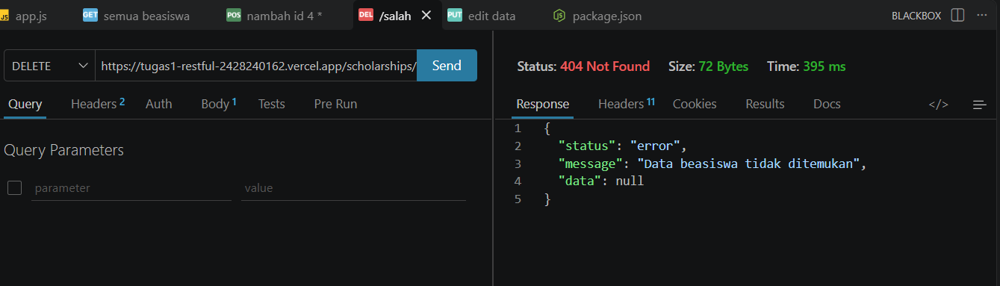 JS app.js GET semua beasiswa POS nambah id 4 * DEL /salah × PUT edit data JS package.json BLACKBOX ...
DELETE https://tugas1-restful-2428240162.vercel.app/scholarships/ Send
Query Headers 2 Auth Body 1 Tests Pre Run
Query Parameters
parameter value
Status: 404 Not Found Size: 72 Bytes Time: 395 ms
Response Headers 11 Cookies Results Docs </>
1 {
2 "status": "error",
3 "message": "Data beasiswa tidak ditemukan",
4 "data": null
5 }